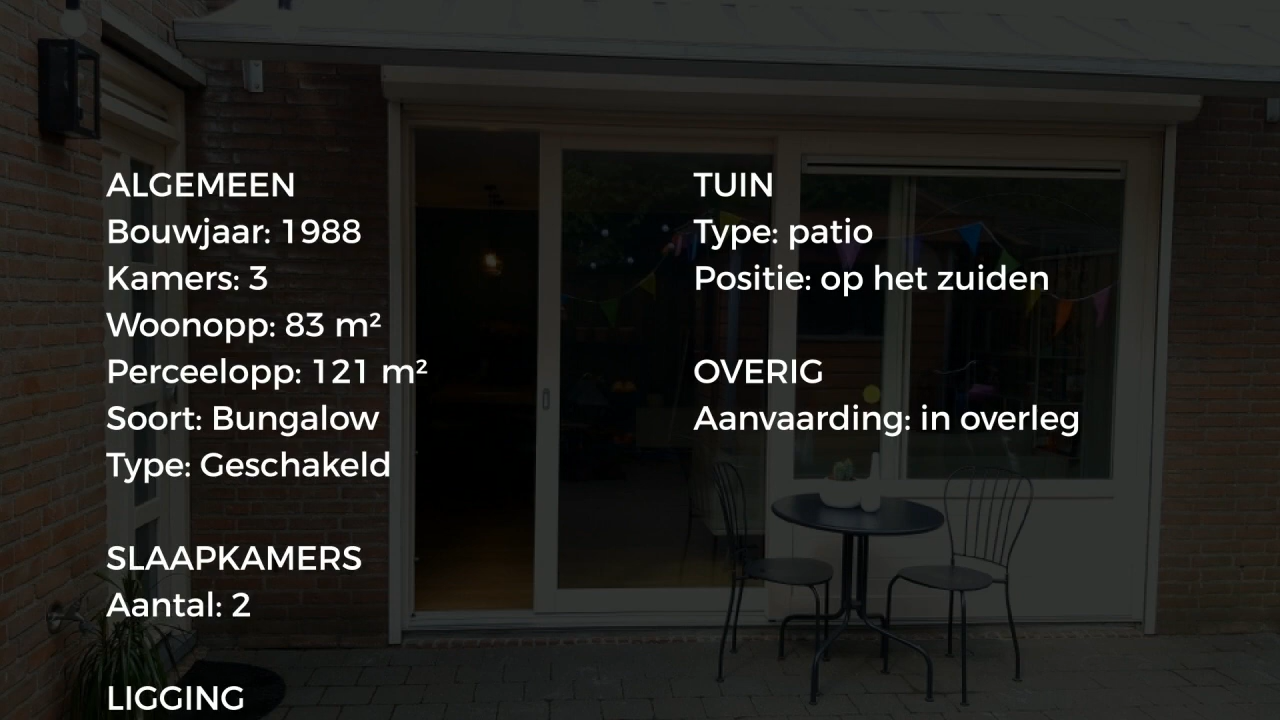 ALGEMEEN
Bouwjaar: 1988
Kamers: 3
Woonopp: 83 m²
Perceelopp: 121 m²
Soort: Bungalow
Type: Geschakeld
SLAAPKAMERS
Aantal: 2
LIGGING
TUIN
Type: patio
Positie: op het zuiden
OVERIG
Aanvaarding: in overleg